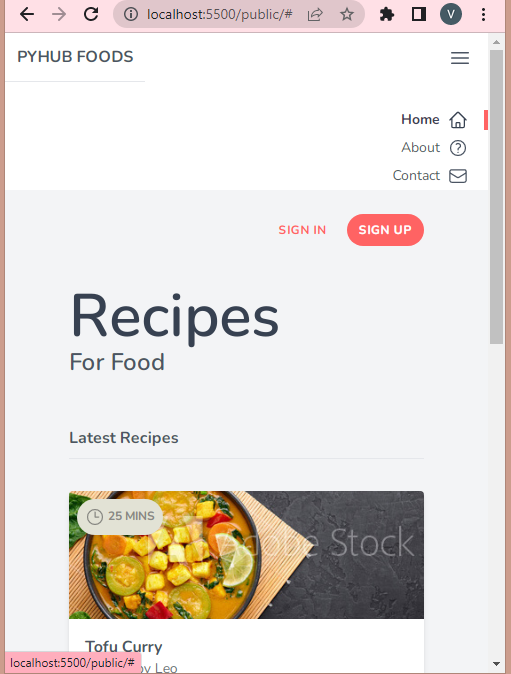 localhost:5500/public/#
V
PYHUB FOODS
Home
About
Contact
SIGN IN
SIGN UP
Recipes
For Food
Latest Recipes
25 MINS
Adobe Stock
Tofu Curry
by Leo
localhost:5500/public/#